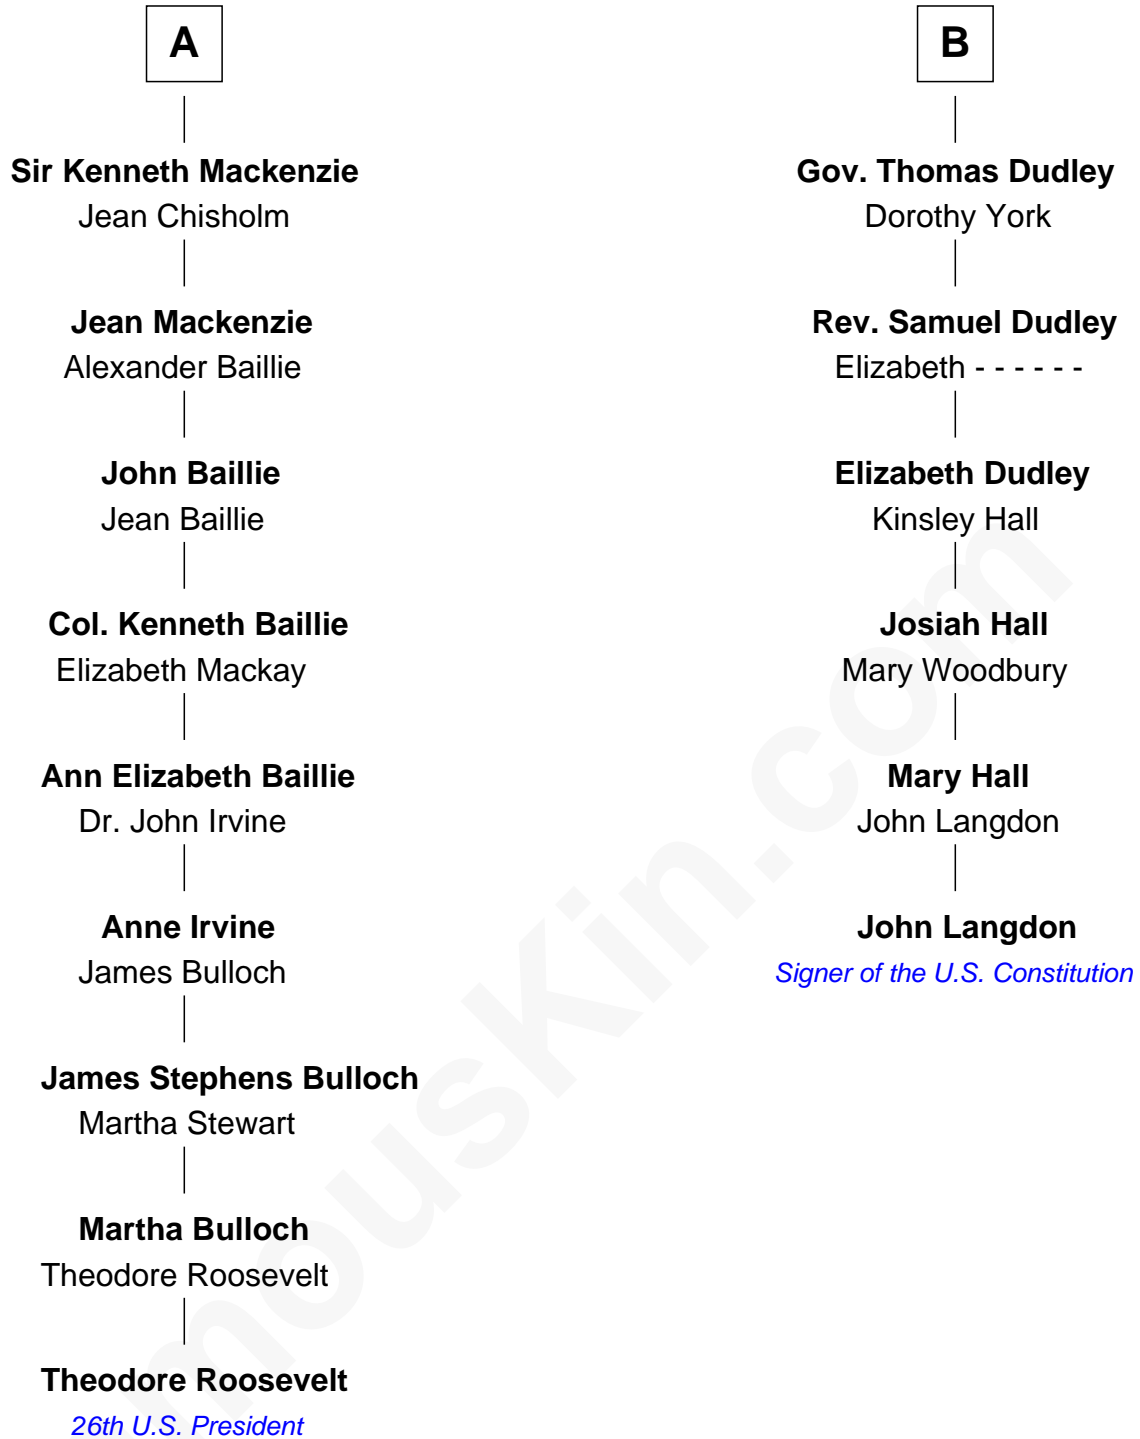 A
Sir Kenneth Mackenzie
Jean Chisholm
Jean Mackenzie
Alexander Baillie
John Baillie
Jean Baillie
Col. Kenneth Baillie
Elizabeth Mackay
Ann Elizabeth Baillie
Dr. John Irvine
Anne Irvine
James Bulloch
James Stephens Bulloch
Martha Stewart
Martha Bulloch
Theodore Roosevelt
Theodore Roosevelt
26th U.S. President
B
Gov. Thomas Dudley
Dorothy York
Rev. Samuel Dudley
Elizabeth - - - - - -
Elizabeth Dudley
Kinsley Hall
Josiah Hall
Mary Woodbury
Mary Hall
John Langdon
John Langdon
Signer of the U.S. Constitution
mousKin.com